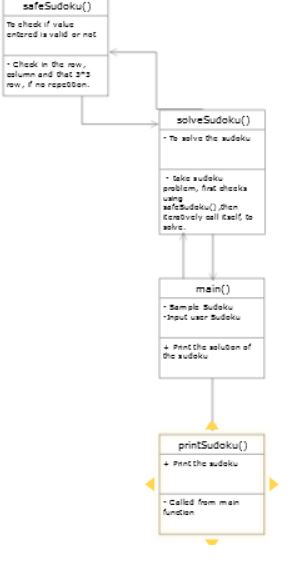 safeSudoku()
To check if value
entered is valid or not
- Check in the row,
column and that 3*3
row, if no repetition.
solveSudoku()
- To solve the sudoku
- take sudoku
problem, first checks
using
safeSudoku() ,then
iteratively call itself, to
solve.
main()
- Sample Sudoku
-Input user Sudoku
+ Print the solution of
the sudoku
printSudoku()
+ Print the sudoku
- Called from main
function